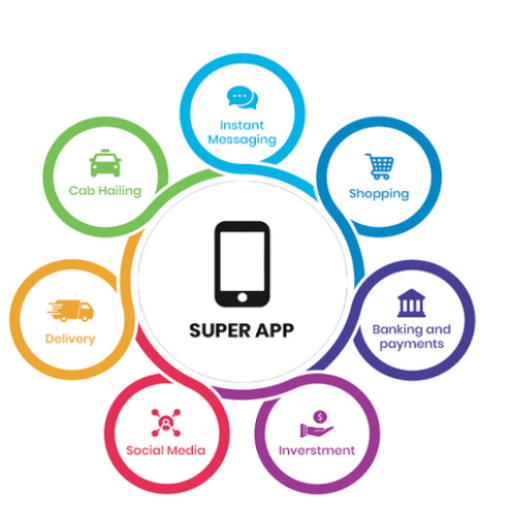 Instant
Messaging
Cab Hailing
Shopping
SUPER APP
Delivery
Banking and
payments
Social Media
Inverstment
$